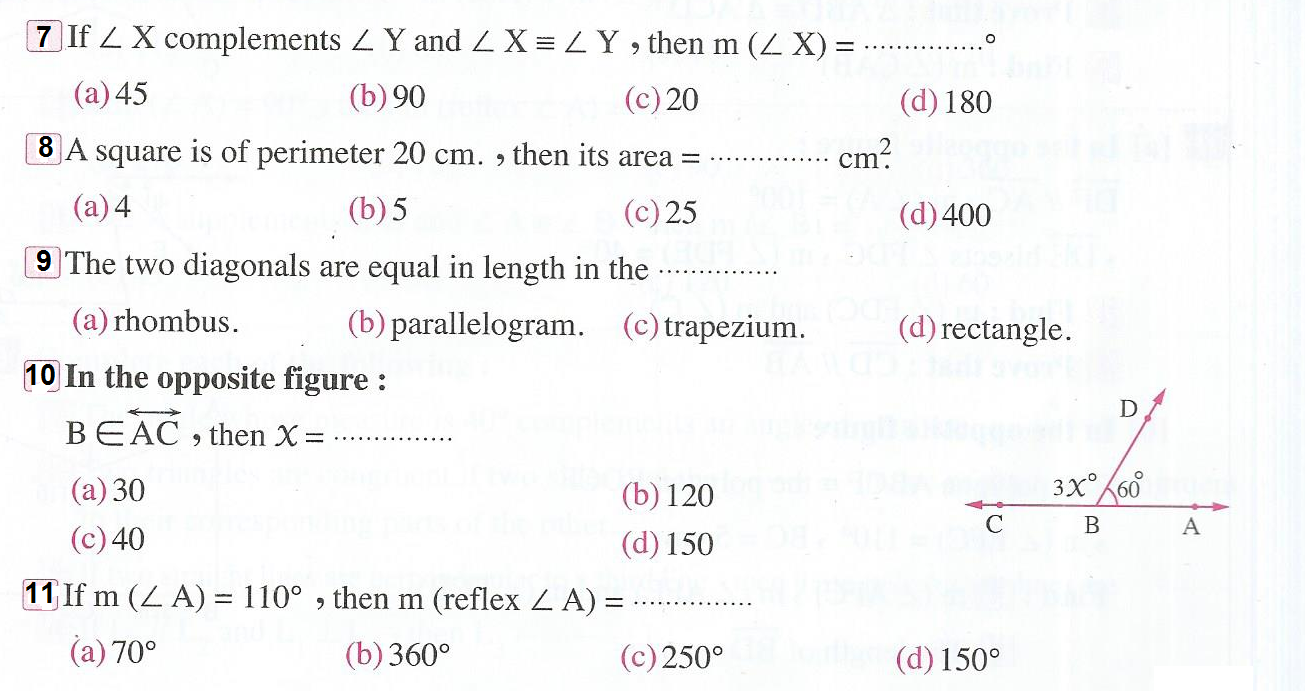 7 If ∠ X complements ∠ Y and ∠ X ≡ ∠ Y , then m (∠ X) = ..............°
(a) 45 (b) 90 (c) 20 (d) 180
8 A square is of perimeter 20 cm. , then its area = .............. cm².
(a) 4 (b) 5 (c) 25 (d) 400
9 The two diagonals are equal in length in the ..............
(a) rhombus. (b) parallelogram. (c) trapezium. (d) rectangle.
10 In the opposite figure :
B ∈ \overleftrightarrow{AC} , then X = ..............
(a) 30 (b) 120
(c) 40 (d) 150
D
3X° 60°
C B A
11 If m (∠ A) = 110° , then m (reflex ∠ A) = ..............
(a) 70° (b) 360° (c) 250° (d) 150°